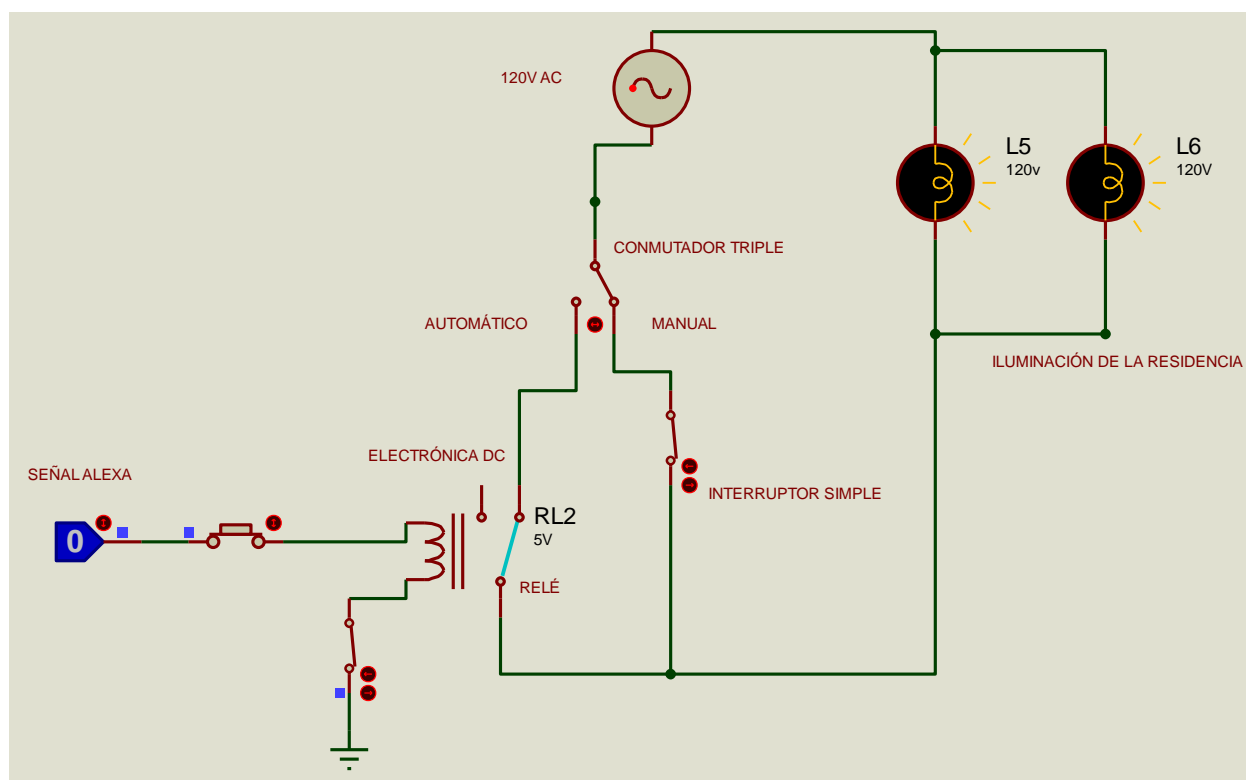 120V AC
L5
120v
L6
120V
CONMUTADOR TRIPLE
AUTOMÁTICO
MANUAL
ILUMINACIÓN DE LA RESIDENCIA
ELECTRÓNICA DC
SEÑAL ALEXA
INTERRUPTOR SIMPLE
RL2
5V
0
RELÉ